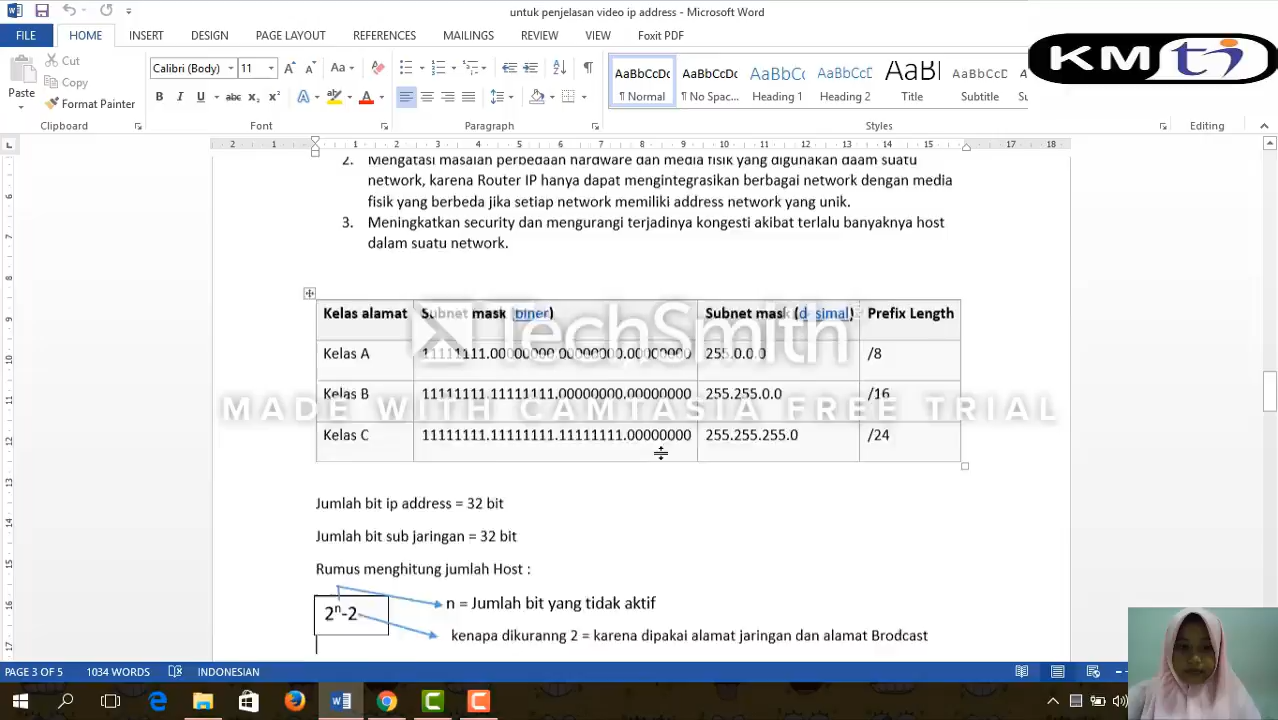 untuk penjelasan video ip address - Microsoft Word
FILE HOME INSERT DESIGN PAGE LAYOUT REFERENCES MAILINGS REVIEW VIEW Foxit PDF
KMTI
Paste
Cut
Copy
Format Painter
Calibri (Body) 11
AaBbCcDc AaBbCcDc AaBbCc AaBbCcC AaBl AaBbCcD
¶ Normal ¶ No Spac... Heading 1 Heading 2 Title Subtitle
Clipboard Font Paragraph Styles Editing
2. Mengatasi masalah perbedaan hardware dan media fisik yang digunakan daam suatu
network, karena Router IP hanya dapat mengintegrasikan berbagai network dengan media
fisik yang berbeda jika setiap network memiliki address network yang unik.
3. Meningkatkan security dan mengurangi terjadinya kongesti akibat terlalu banyaknya host
dalam suatu network.
Kelas alamat Subnet mask (biner) Subnet mask (desimal) Prefix Length
Kelas A 11111111.00000000.00000000.00000000 255.0.0.0 /8
Kelas B 11111111.11111111.00000000.00000000 255.255.0.0 /16
Kelas C 11111111.11111111.11111111.00000000 255.255.255.0 /24
TechSmith
MADE WITH CAMTASIA FREE TRIAL
Jumlah bit ip address = 32 bit
Jumlah bit sub jaringan = 32 bit
Rumus menghitung jumlah Host :
2ⁿ-2
n = Jumlah bit yang tidak aktif
kenapa dikuranng 2 = karena dipakai alamat jaringan dan alamat Brodcast
PAGE 3 OF 5 1034 WORDS INDONESIAN